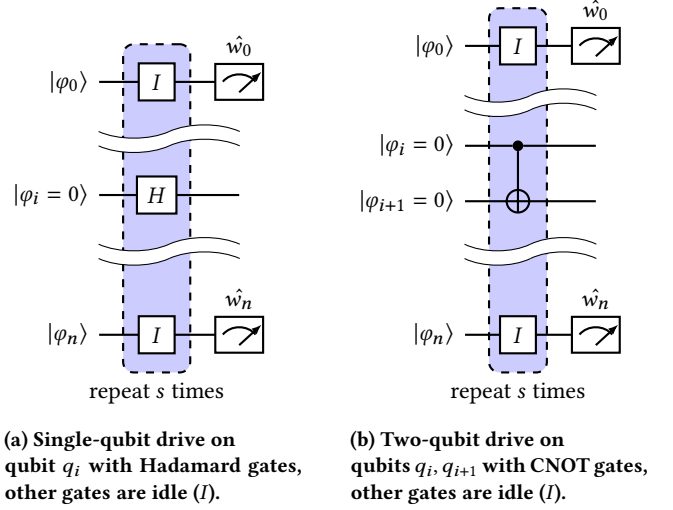 ŵ₀
|φ₀⟩ I
|φᵢ = 0⟩ H
ŵₙ
|φₙ⟩ I
repeat s times
(a) Single-qubit drive on
qubit qᵢ with Hadamard gates,
other gates are idle (I).
ŵ₀
|φ₀⟩ I
|φᵢ = 0⟩
|φᵢ₊₁ = 0⟩
ŵₙ
|φₙ⟩ I
repeat s times
(b) Two-qubit drive on
qubits qᵢ, qᵢ₊₁ with CNOT gates,
other gates are idle (I).